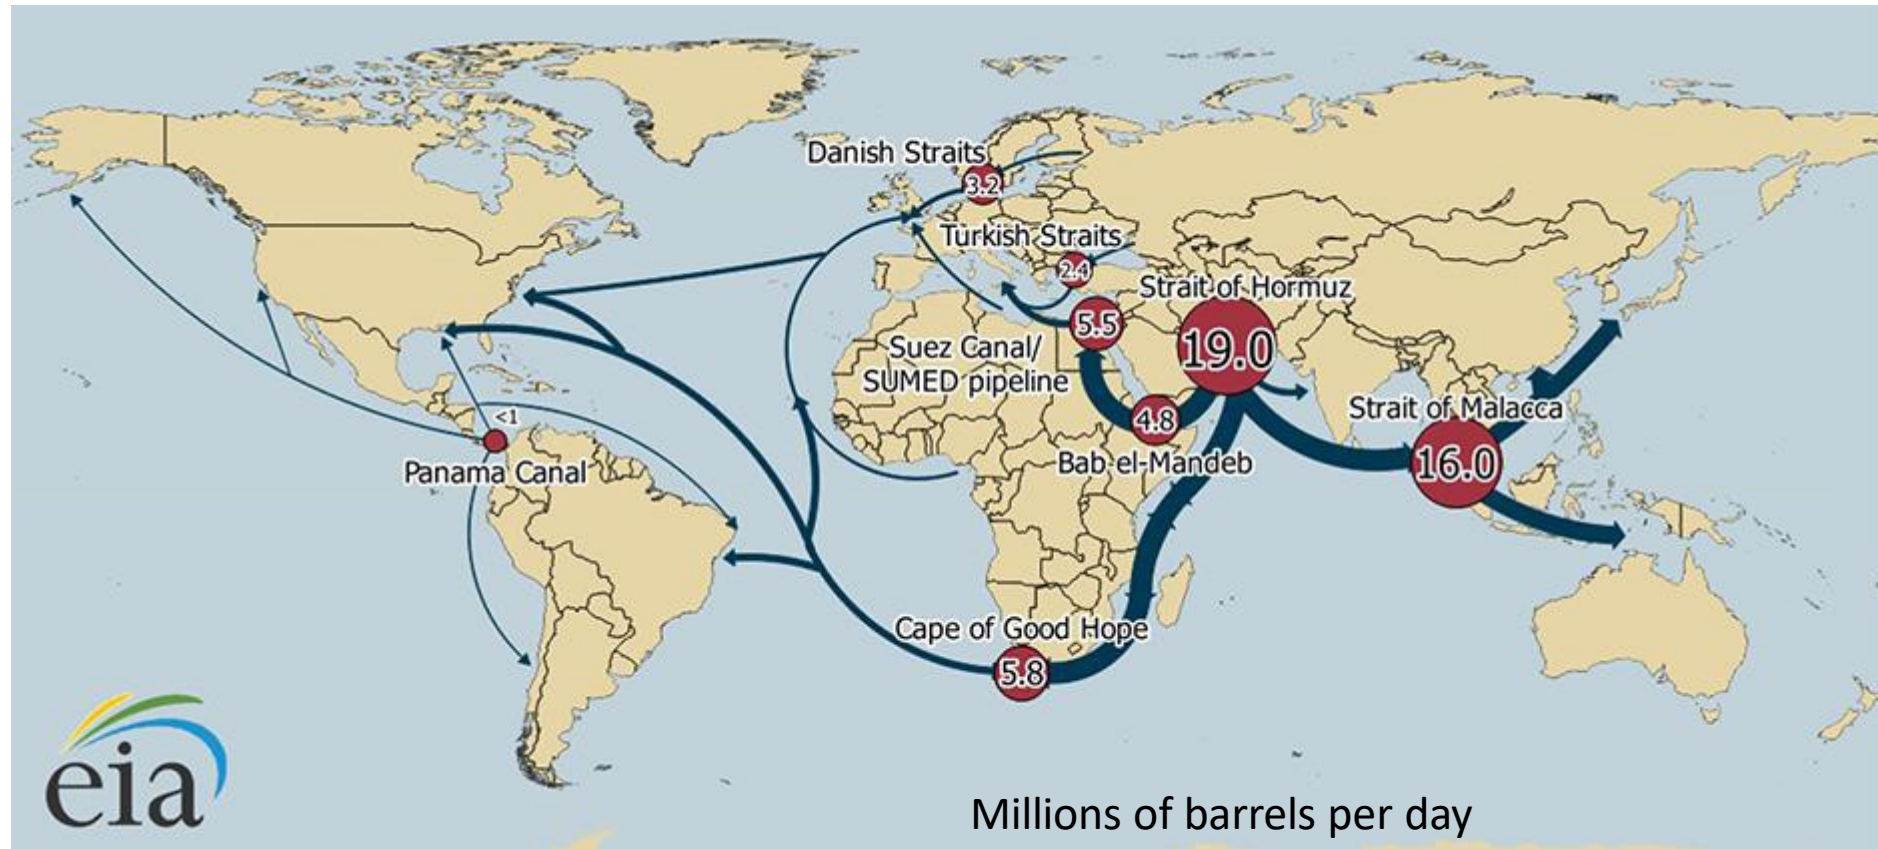 Danish Straits
3.2
Turkish Straits
2.4
Strait of Hormuz
19.0
5.5
Suez Canal/
SUMED pipeline
4.8
Bab el-Mandeb
Strait of Malacca
16.0
<1
Panama Canal
Cape of Good Hope
5.8
eia
Millions of barrels per day